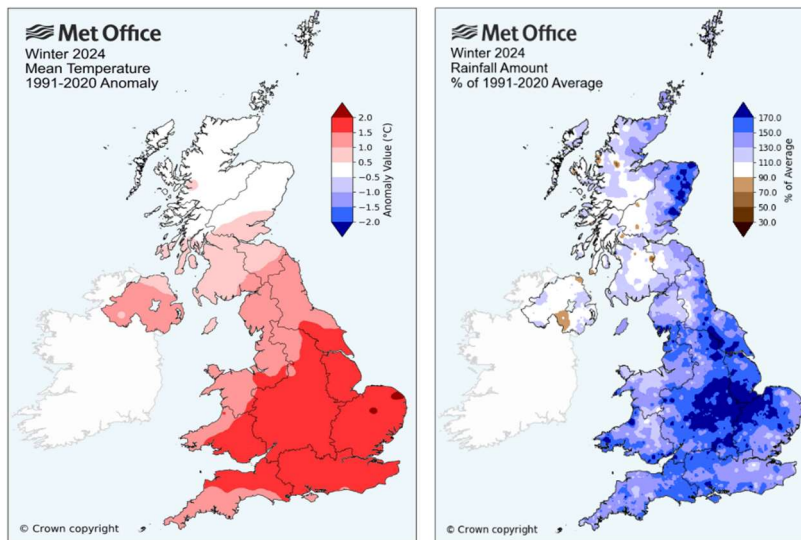 Met Office
Winter 2024
Mean Temperature
1991-2020 Anomaly
2.0
1.5
1.0
0.5
−0.5
−1.0
−1.5
−2.0
Anomaly Value (°C)
© Crown copyright
Met Office
Winter 2024
Rainfall Amount
% of 1991-2020 Average
170.0
150.0
130.0
110.0
90.0
70.0
50.0
30.0
% of Average
© Crown copyright